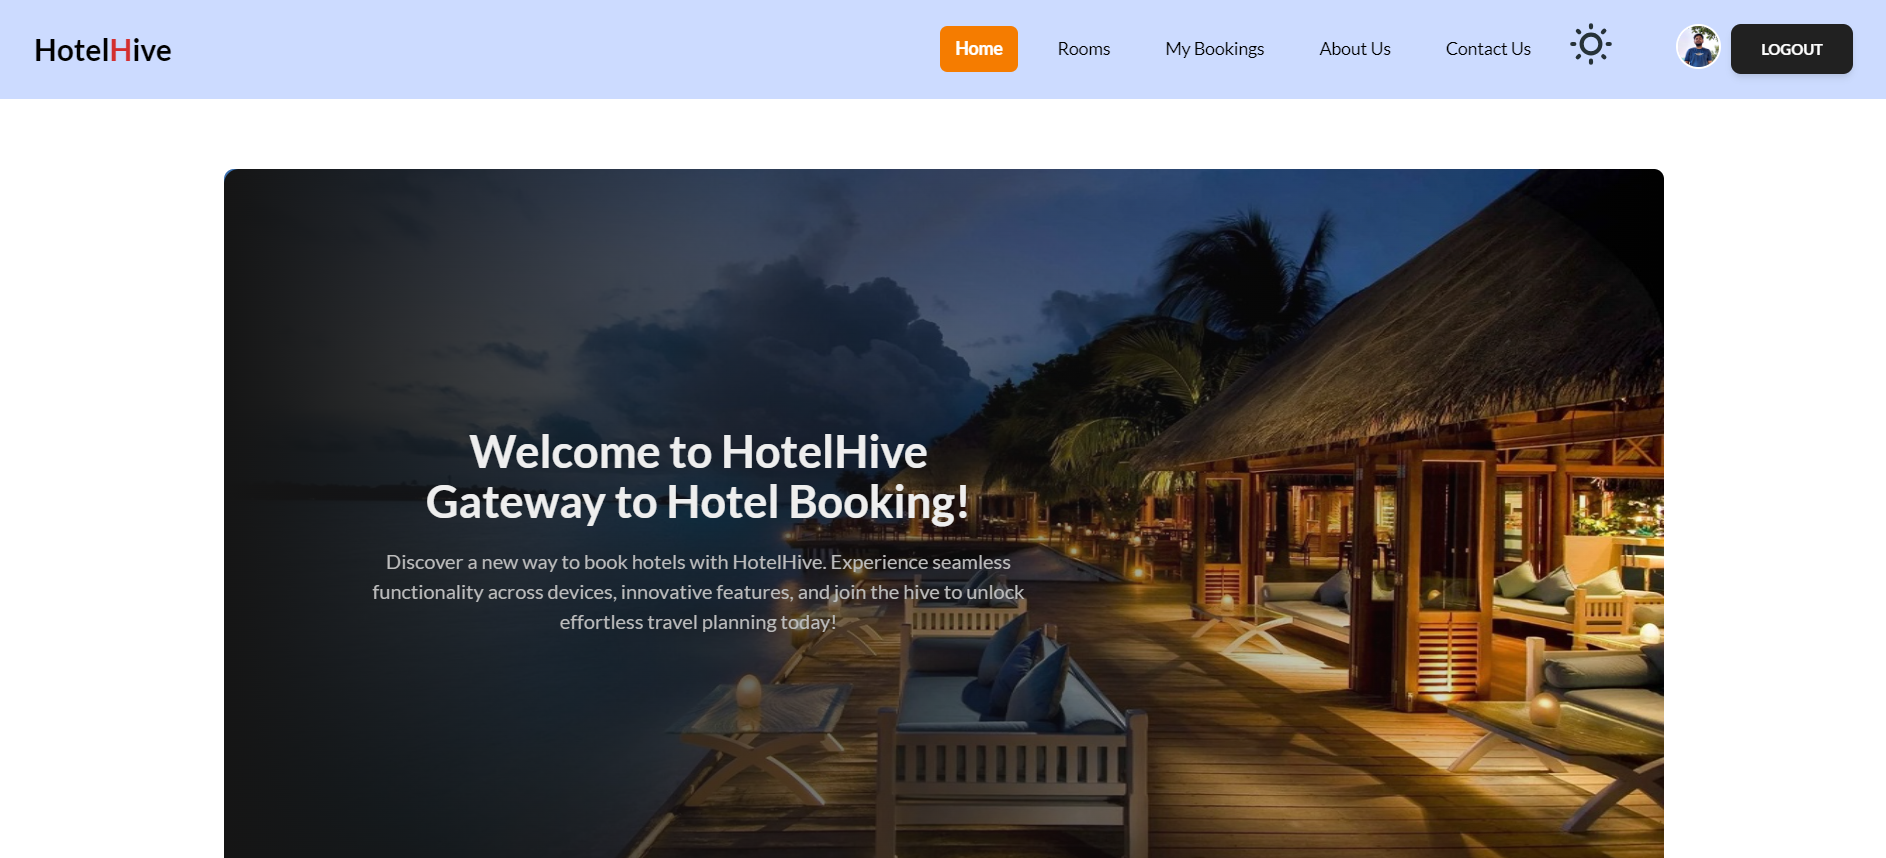 HotelHive
Home
Rooms
My Bookings
About Us
Contact Us
LOGOUT
Welcome to HotelHive
Gateway to Hotel Booking!
Discover a new way to book hotels with HotelHive. Experience seamless
functionality across devices, innovative features, and join the hive to unlock
effortless travel planning today!